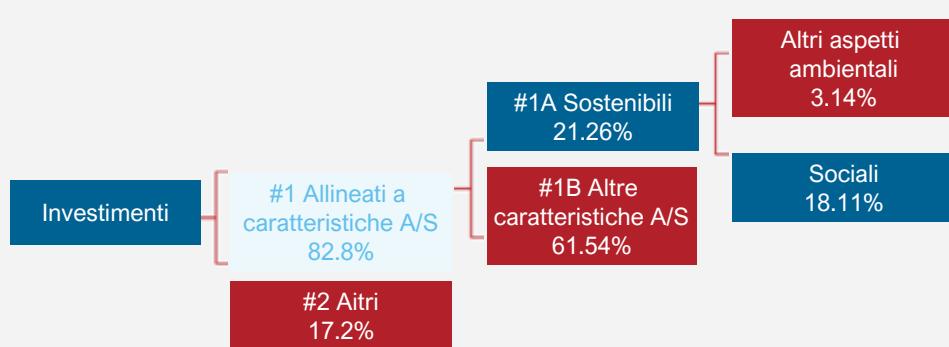 Investimenti
#1 Allineati a
caratteristiche A/S
82.8%
#2 Aitri
17.2%
#1A Sostenibili
21.26%
#1B Altre
caratteristiche A/S
61.54%
Altri aspetti
ambientali
3.14%
Sociali
18.11%